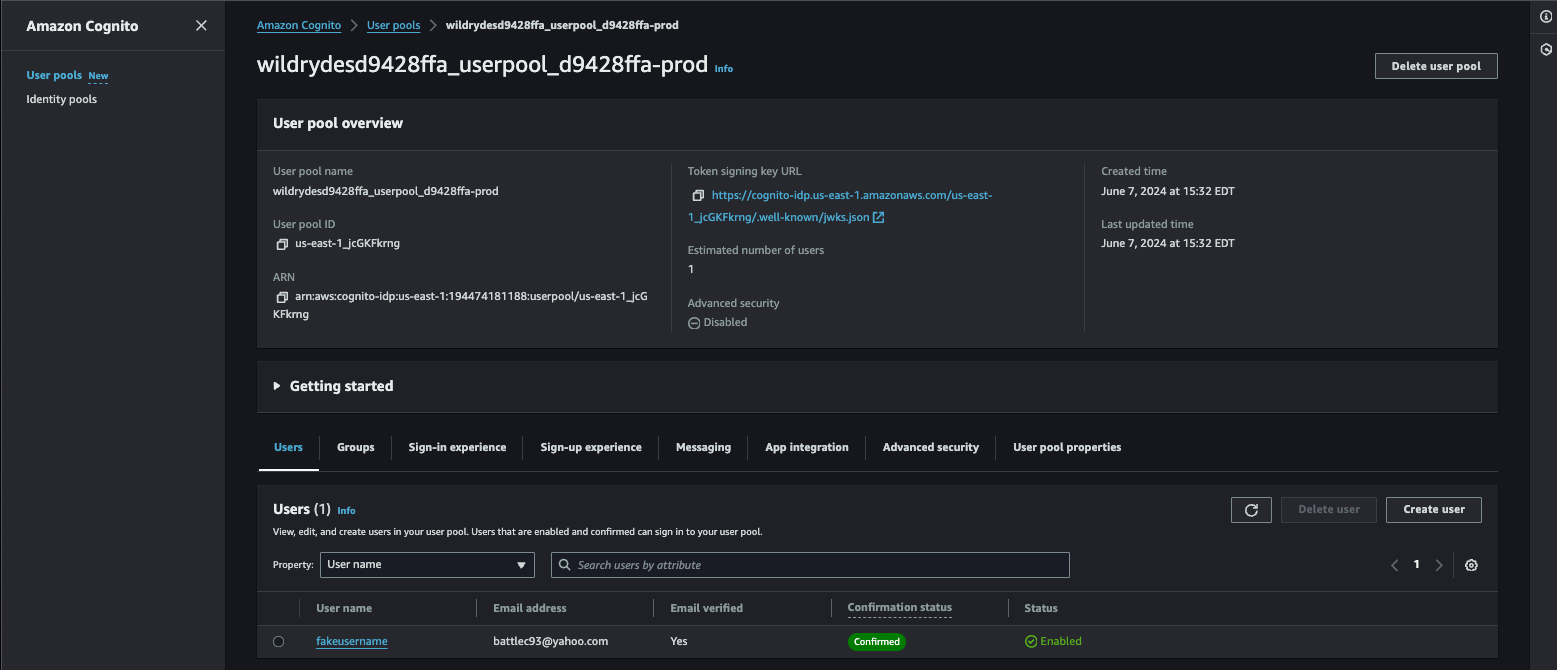 Amazon Cognito
User pools New
Identity pools
Amazon Cognito User pools wildrydesd9428ffa_userpool_d9428ffa-prod
wildrydesd9428ffa_userpool_d9428ffa-prod Info
Delete user pool
User pool overview
User pool name
wildrydesd9428ffa_userpool_d9428ffa-prod
User pool ID
us-east-1_jcGKFkrng
ARN
arn:aws:cognito-idp:us-east-1:194474181188:userpool/us-east-1_jcG
KFkrng
Token signing key URL
https://cognito-idp.us-east-1.amazonaws.com/us-east-
1_jcGKFkrng/.well-known/jwks.json
Estimated number of users
1
Advanced security
Disabled
Created time
June 7, 2024 at 15:32 EDT
Last updated time
June 7, 2024 at 15:32 EDT
Getting started
Users Groups Sign-in experience Sign-up experience Messaging App integration Advanced security User pool properties
Users (1) Info
Delete user Create user
View, edit, and create users in your user pool. Users that are enabled and confirmed can sign in to your user pool.
Property: User name Search users by attribute 1
User name Email address Email verified Confirmation status Status
fakeusername battlec93@yahoo.com Yes Confirmed Enabled